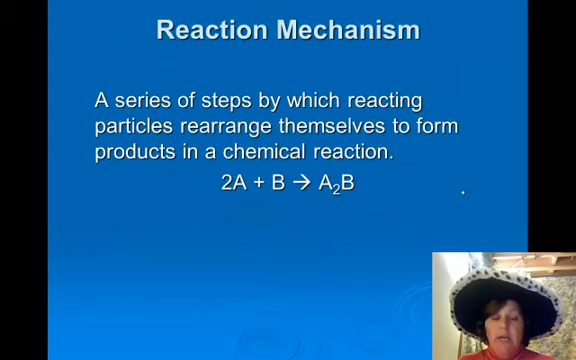 Reaction Mechanism
A series of steps by which reacting
particles rearrange themselves to form
products in a chemical reaction.
2A + B → A₂B